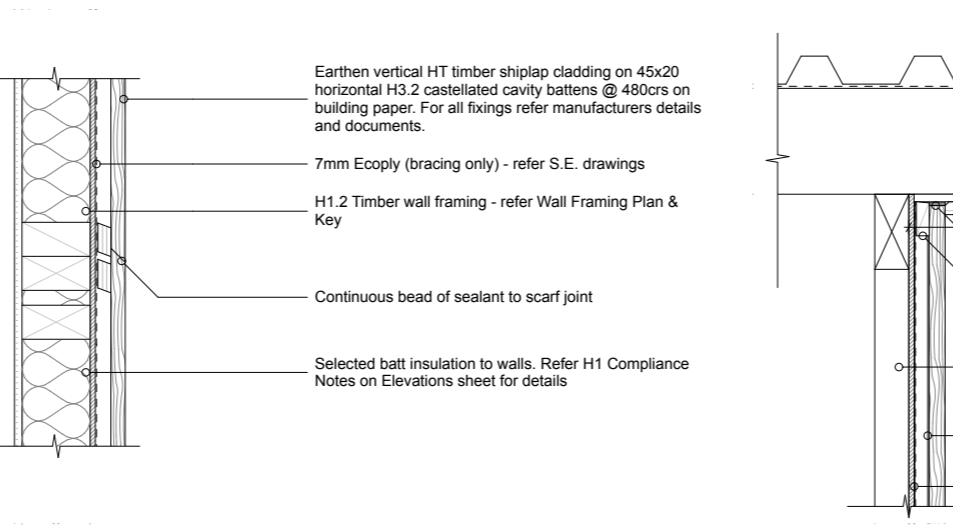 Earthen vertical HT timber shiplap cladding on 45x20
horizontal H3.2 castellated cavity battens @ 480crs on
building paper. For all fixings refer manufacturers details
and documents.
7mm Ecoply (bracing only) - refer S.E. drawings
H1.2 Timber wall framing - refer Wall Framing Plan &
Key
Continuous bead of sealant to scarf joint
Selected batt insulation to walls. Refer H1 Compliance
Notes on Elevations sheet for details